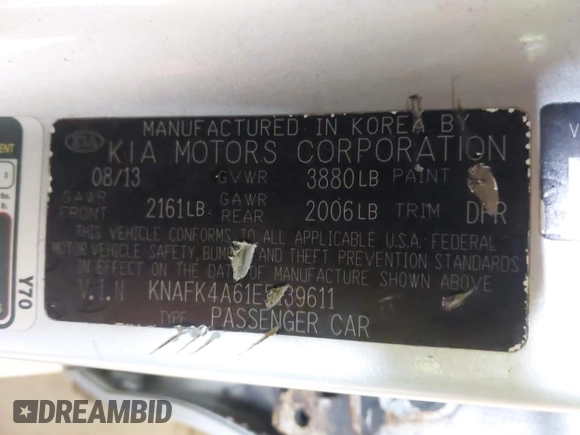 MANUFACTURED IN KOREA BY
KIA KIA MOTORS CORPORATION
08/13 GVWR 3880LB PAINT
GAWR FRONT 2161LB GAWR REAR 2006LB TRIM DFR
THIS VEHICLE CONFORMS TO ALL APPLICABLE U.S.A. FEDERAL
MOTOR VEHICLE SAFETY, BUM AND THEFT PREVENTION STANDARDS
IN EFFECT ON THE DATE OF MANUFACTURE SHOWN ABOVE
V.I.N
TYPE PASSENGER CAR
Y70
V
DREAMBID